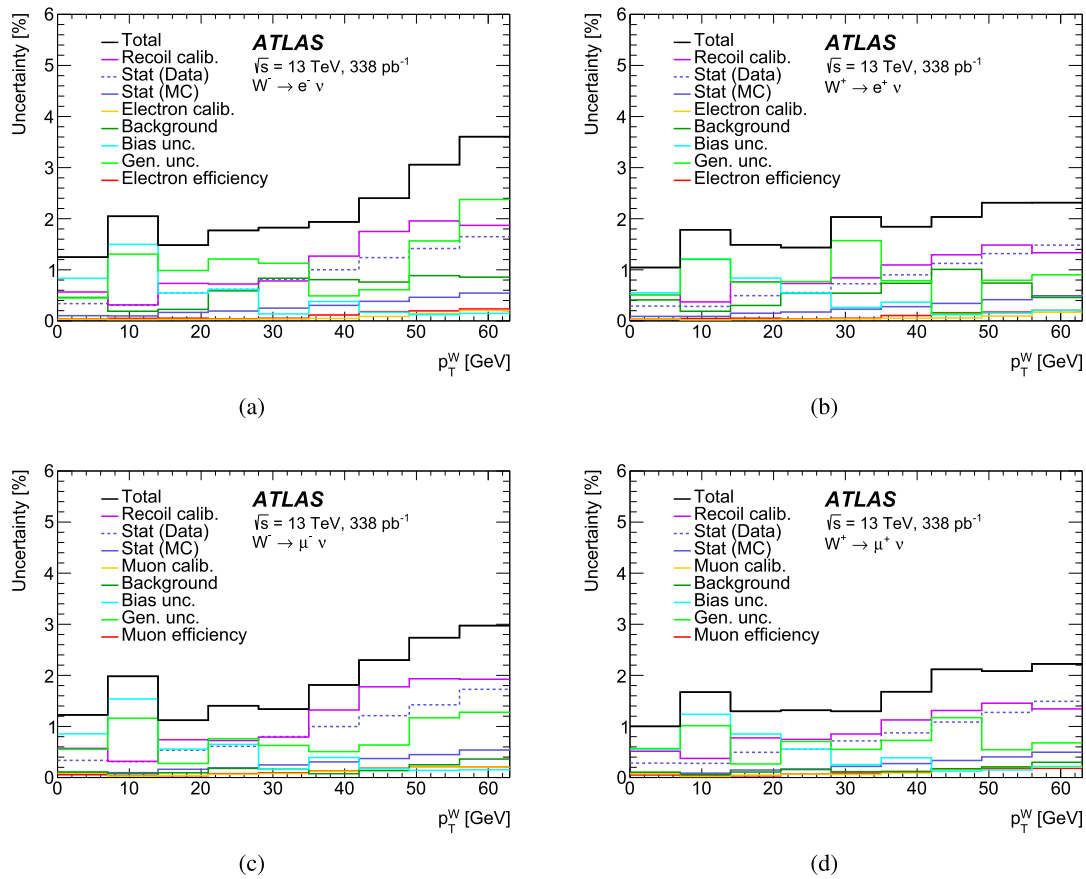 Uncertainty [%]
6
5
4
3
2
1
0
Total
Recoil calib.
Stat (Data)
Stat (MC)
Electron calib.
Background
Bias unc.
Gen. unc.
Electron efficiency
ATLAS
√s = 13 TeV, 338 pb⁻¹
W⁻ → e⁻ ν
0 10 20 30 40 50 60
p_T^W [GeV]
(a)
Uncertainty [%]
6
5
4
3
2
1
0
Total
Recoil calib.
Stat (Data)
Stat (MC)
Electron calib.
Background
Bias unc.
Gen. unc.
Electron efficiency
ATLAS
√s = 13 TeV, 338 pb⁻¹
W⁺ → e⁺ ν
0 10 20 30 40 50 60
p_T^W [GeV]
(b)
Uncertainty [%]
6
5
4
3
2
1
0
Total
Recoil calib.
Stat (Data)
Stat (MC)
Muon calib.
Background
Bias unc.
Gen. unc.
Muon efficiency
ATLAS
√s = 13 TeV, 338 pb⁻¹
W⁻ → μ⁻ ν
0 10 20 30 40 50 60
p_T^W [GeV]
(c)
Uncertainty [%]
6
5
4
3
2
1
0
Total
Recoil calib.
Stat (Data)
Stat (MC)
Muon calib.
Background
Bias unc.
Gen. unc.
Muon efficiency
ATLAS
√s = 13 TeV, 338 pb⁻¹
W⁺ → μ⁺ ν
0 10 20 30 40 50 60
p_T^W [GeV]
(d)